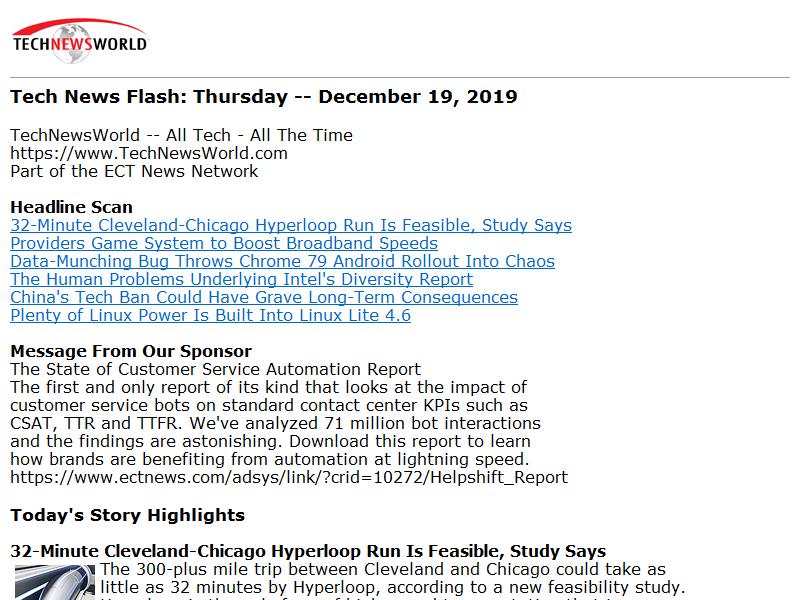 TECHNEWSWORLD
Tech News Flash: Thursday -- December 19, 2019
TechNewsWorld -- All Tech - All The Time
https://www.TechNewsWorld.com
Part of the ECT News Network
Headline Scan
32-Minute Cleveland-Chicago Hyperloop Run Is Feasible, Study Says
Providers Game System to Boost Broadband Speeds
Data-Munching Bug Throws Chrome 79 Android Rollout Into Chaos
The Human Problems Underlying Intel's Diversity Report
China's Tech Ban Could Have Grave Long-Term Consequences
Plenty of Linux Power Is Built Into Linux Lite 4.6
Message From Our Sponsor
The State of Customer Service Automation Report
The first and only report of its kind that looks at the impact of
customer service bots on standard contact center KPIs such as
CSAT, TTR and TTFR. We've analyzed 71 million bot interactions
and the findings are astonishing. Download this report to learn
how brands are benefiting from automation at lightning speed.
https://www.ectnews.com/adsys/link/?crid=10272/Helpshift_Report
Today's Story Highlights
32-Minute Cleveland-Chicago Hyperloop Run Is Feasible, Study Says
The 300-plus mile trip between Cleveland and Chicago could take as
little as 32 minutes by Hyperloop, according to a new feasibility study.